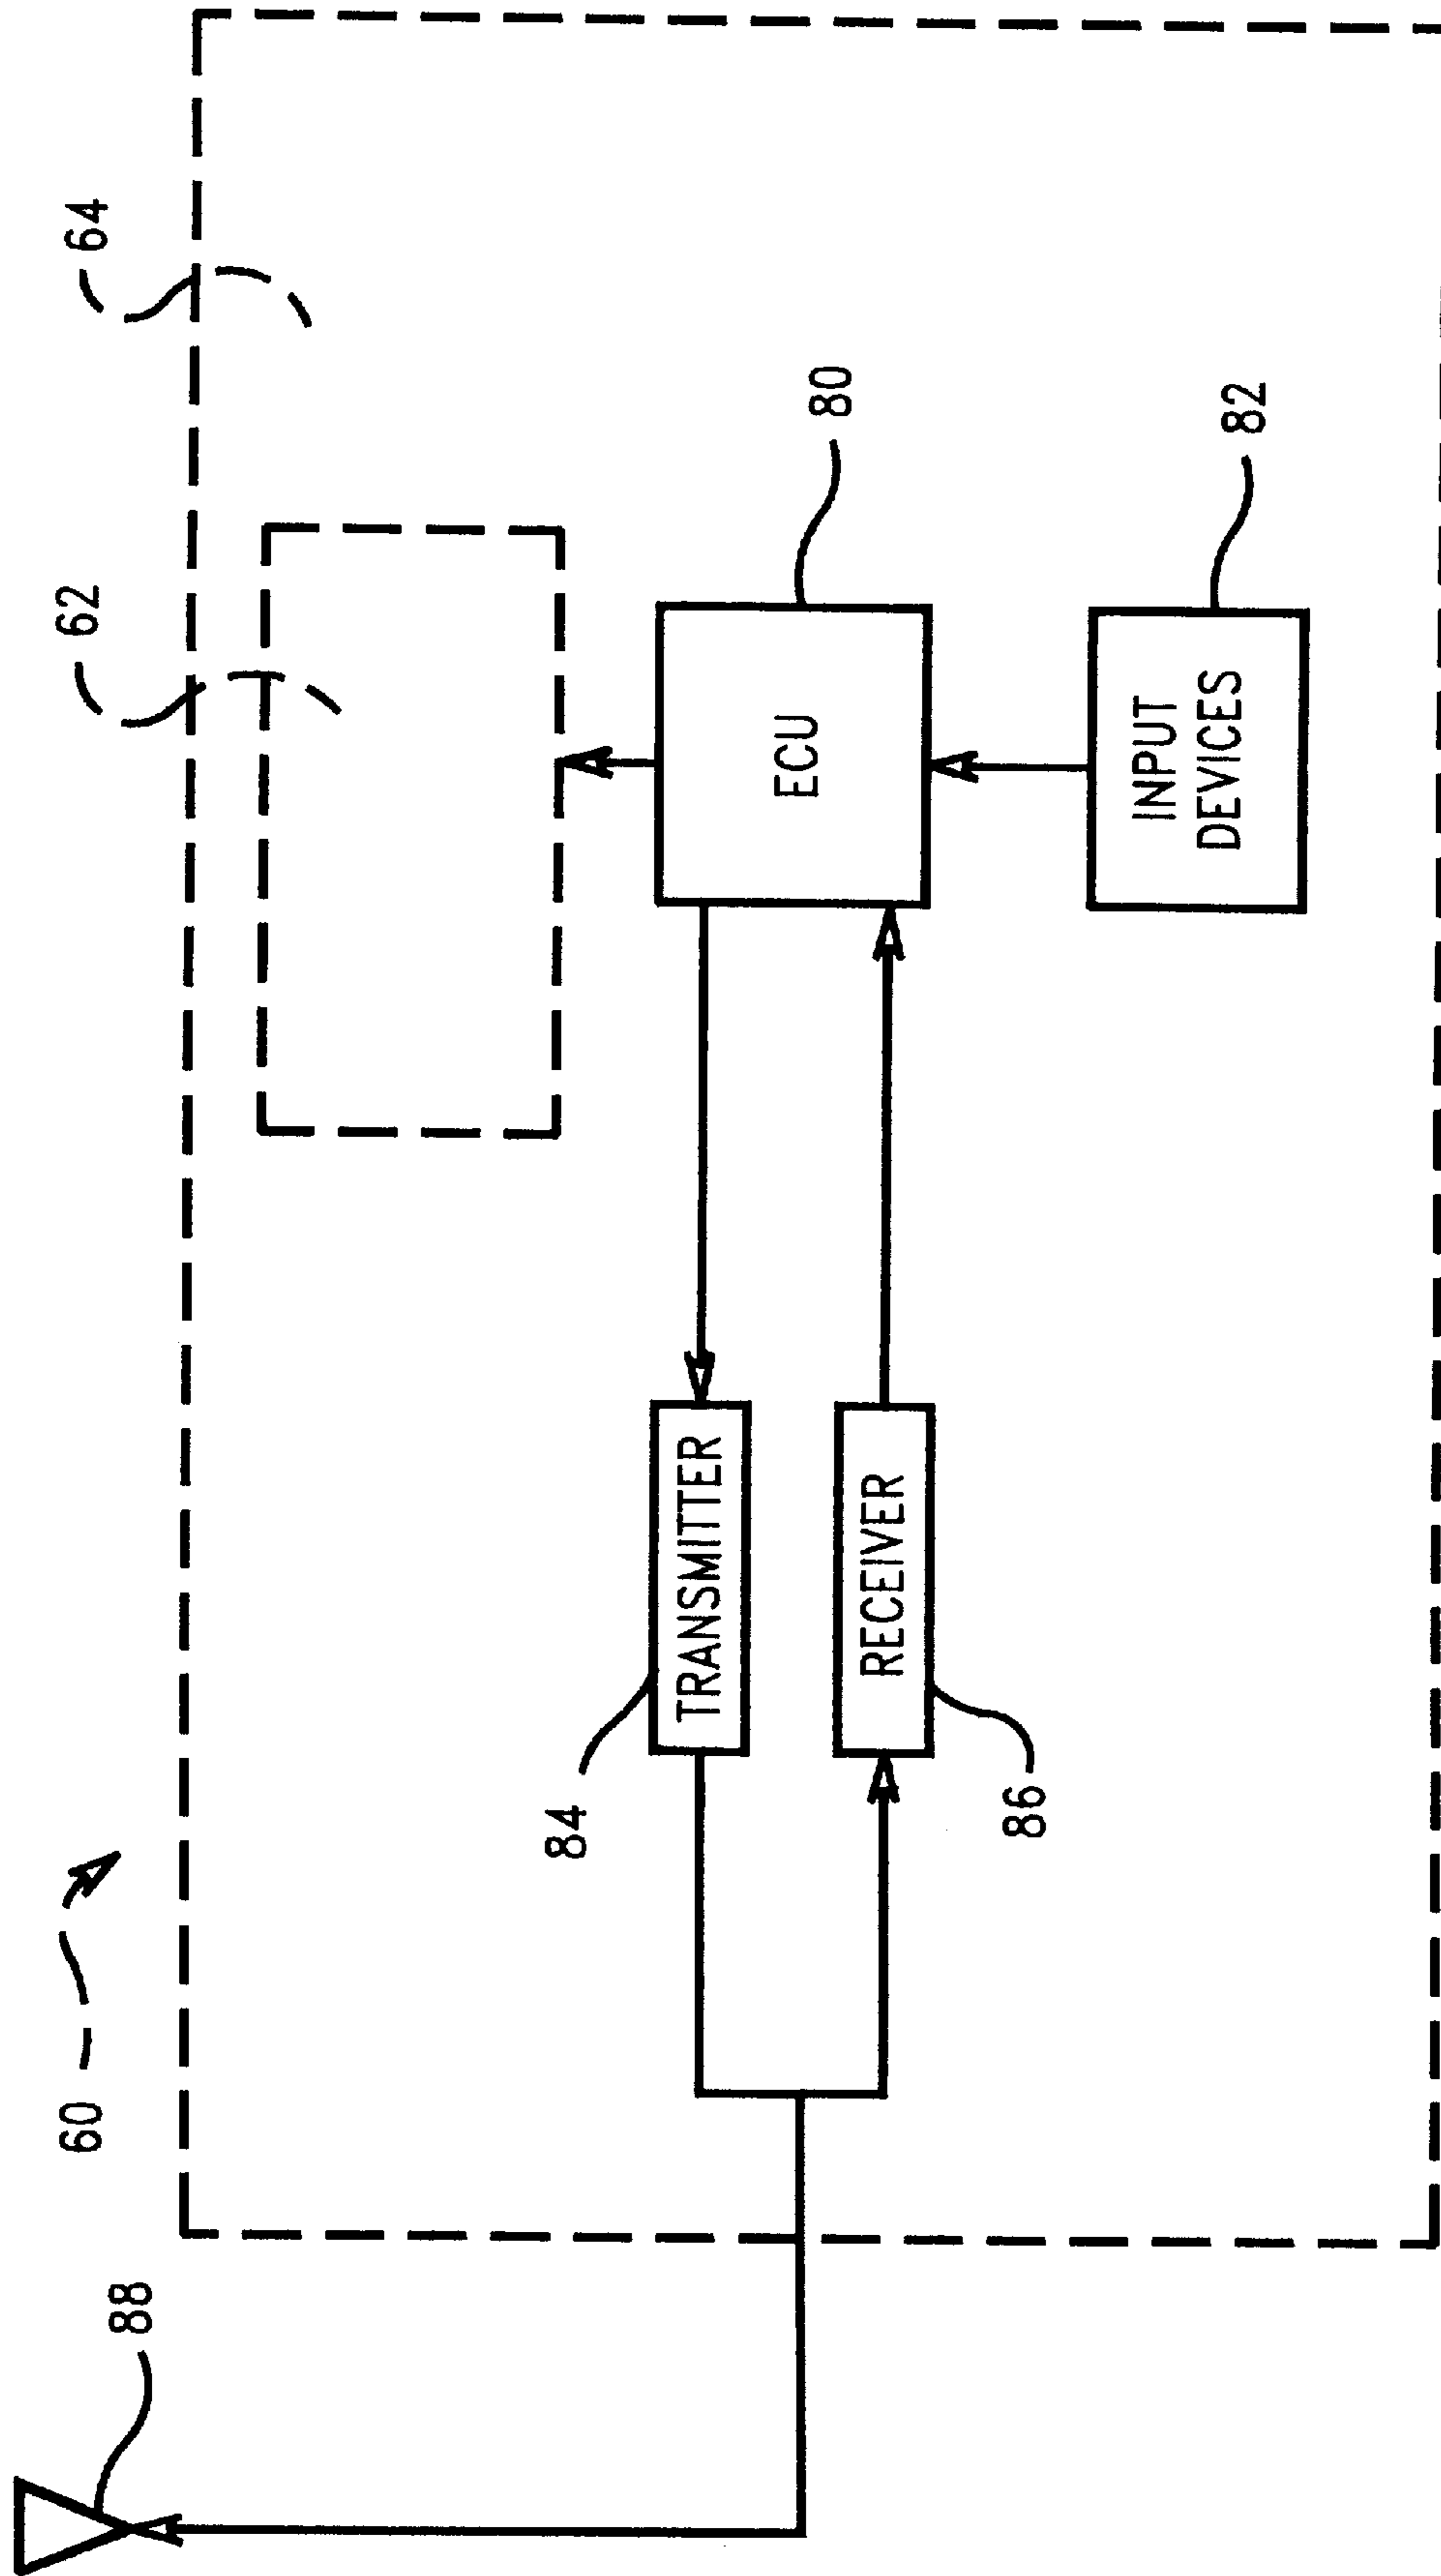 88
60
62
64
84
TRANSMITTER
ECU
80
RECEIVER
86
INPUT
DEVICES
82